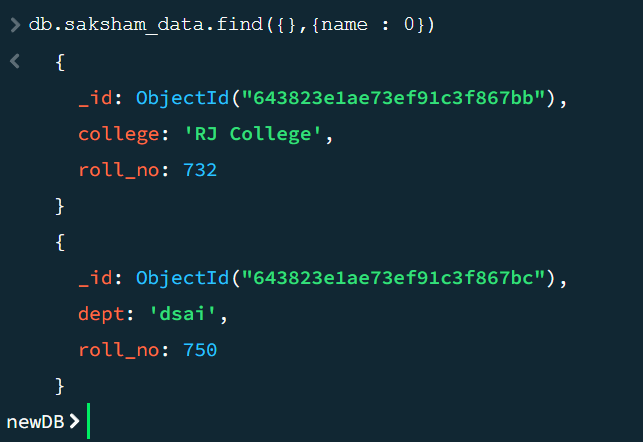 > db.saksham_data.find({},{name : 0})
< {
_id: ObjectId("643823e1ae73ef91c3f867bb"),
college: 'RJ College',
roll_no: 732
}
{
_id: ObjectId("643823e1ae73ef91c3f867bc"),
dept: 'dsai',
roll_no: 750
}
newDB>